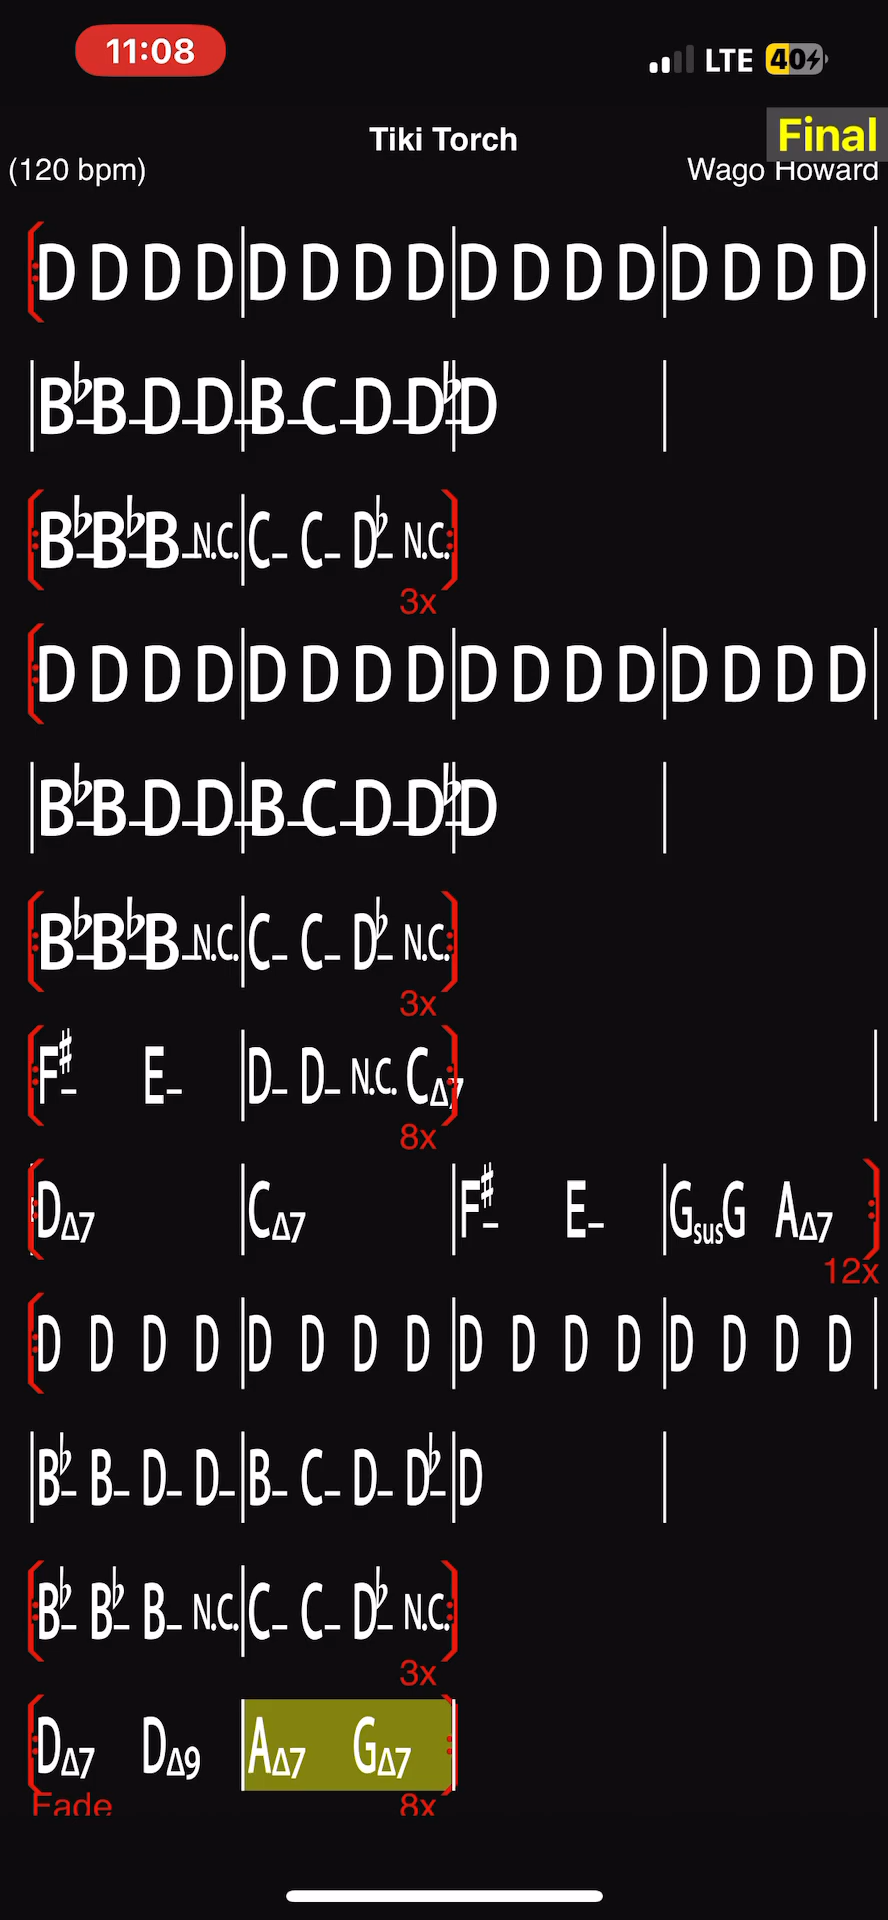 11:08 LTE 40
Tiki Torch
Final
(120 bpm) Wago Howard
D D D D | D D D D | D D D D | D D D D |
| B♭– B– D– D– | B– C– D– D♭– | D |
B♭– B♭– B– N.C. | C– C– D♭– N.C.
3x
D D D D | D D D D | D D D D | D D D D |
| B♭– B– D– D– | B– C– D– D♭– | D |
B♭– B♭– B– N.C. | C– C– D♭– N.C.
3x
F♯– E– | D– D– N.C. CΔ7 |
8x
DΔ7 | CΔ7 | F♯– E– | Gsus G AΔ7
12x
D D D D | D D D D | D D D D | D D D D |
| B♭– B– D– D– | B– C– D– D♭– | D |
B♭– B♭– B– N.C. | C– C– D♭– N.C.
3x
DΔ7 DΔ9 | AΔ7 GΔ7
Fade 8x